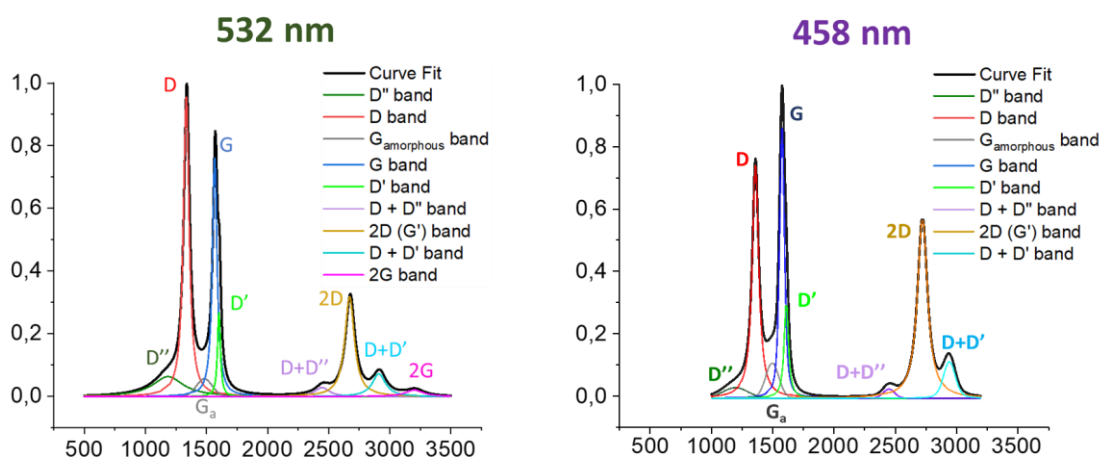 532 nm
1,0
0,8
0,6
0,4
0,2
0,0
500 1000 1500 2000 2500 3000 3500
D
G
D'
D''
Gₐ
D+D''
2D
D+D'
2G
Curve Fit
D" band
D band
Gamorphous band
G band
D' band
D + D" band
2D (G') band
D + D' band
2G band
458 nm
1,0
0,8
0,6
0,4
0,2
0,0
500 1000 1500 2000 2500 3000 3500
D
G
D'
D''
Gₐ
D+D''
2D
D+D'
Curve Fit
D" band
D band
Gamorphous band
G band
D' band
D + D" band
2D (G') band
D + D' band